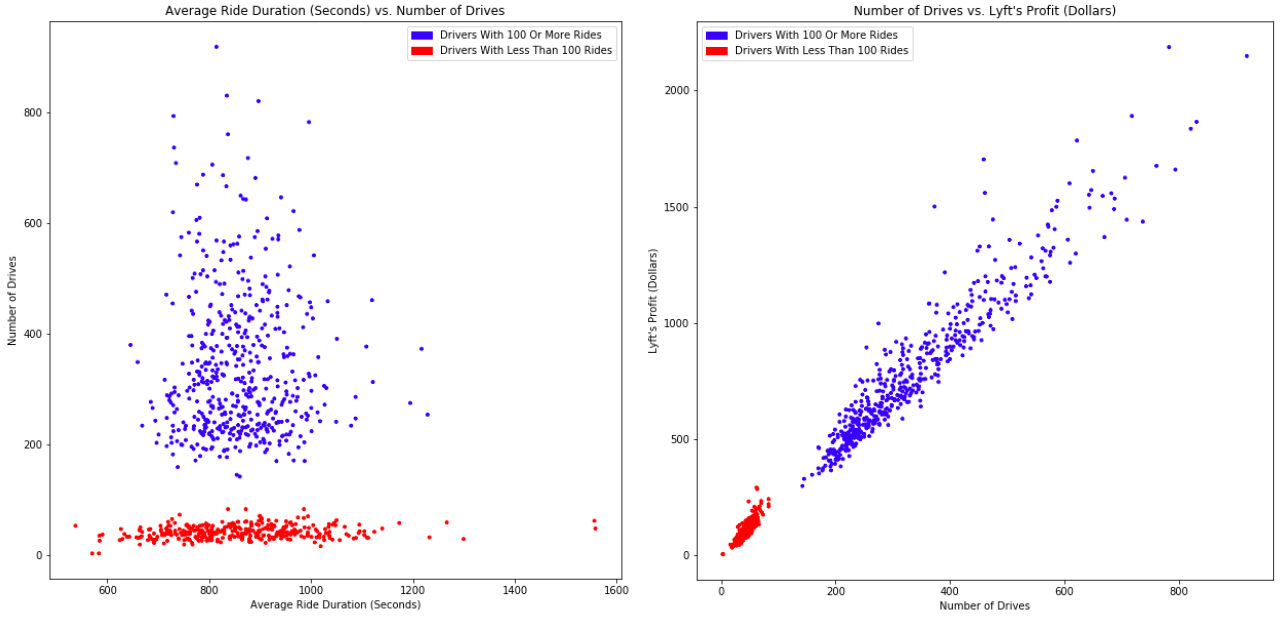 Average Ride Duration (Seconds) vs. Number of Drives
Drivers With 100 Or More Rides
Drivers With Less Than 100 Rides
Number of Drives
800
600
400
200
0
600
800
1000
1200
1400
1600
Average Ride Duration (Seconds)
Number of Drives vs. Lyft's Profit (Dollars)
Drivers With 100 Or More Rides
Drivers With Less Than 100 Rides
Lyft's Profit (Dollars)
2000
1500
1000
500
0
0
200
400
600
800
Number of Drives